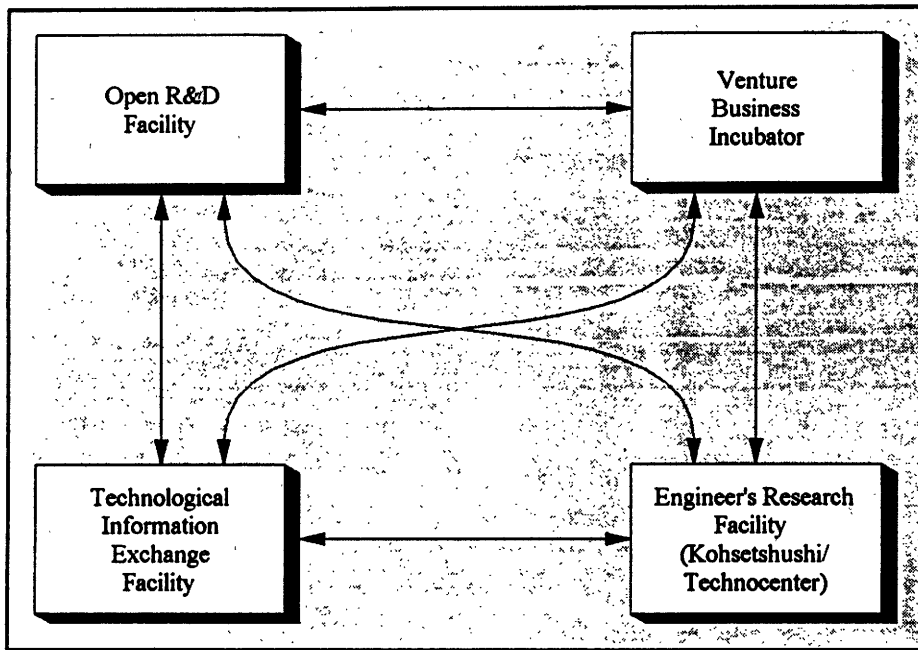 Open R&D
Facility
Venture
Business
Incubator
Technological
Information
Exchange
Facility
Engineer's Research
Facility
(Kohsetshushi/
Technocenter)